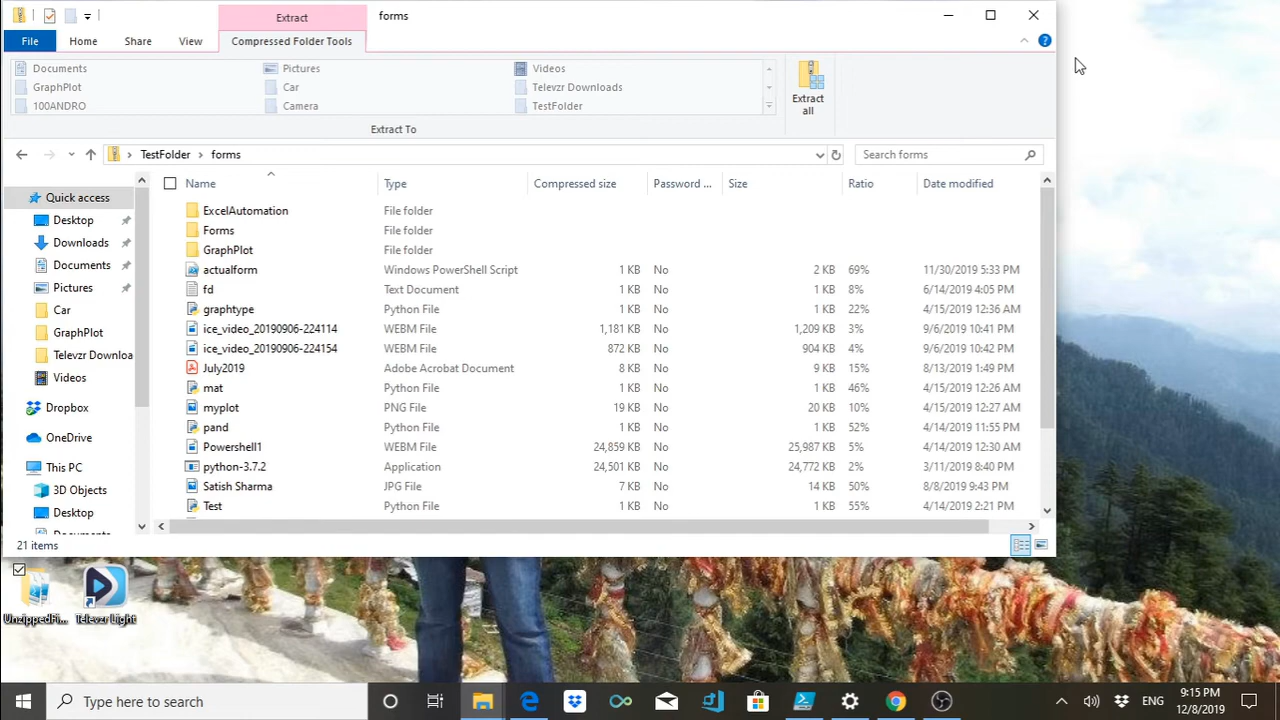 Extract forms
File Home Share View Compressed Folder Tools
Documents Pictures Videos
GraphPlot Car Televzr Downloads
100ANDRO Camera TestFolder
Extract all
Extract To
TestFolder › forms Search forms
Name Type Compressed size Password ... Size Ratio Date modified
ExcelAutomation File folder
Forms File folder
GraphPlot File folder
actualform Windows PowerShell Script 1 KB No 2 KB 69% 11/30/2019 5:33 PM
fd Text Document 1 KB No 1 KB 8% 6/14/2019 4:05 PM
graphtype Python File 1 KB No 1 KB 22% 4/15/2019 12:36 AM
ice_video_20190906-224114 WEBM File 1,181 KB No 1,209 KB 3% 9/6/2019 10:41 PM
ice_video_20190906-224154 WEBM File 872 KB No 904 KB 4% 9/6/2019 10:42 PM
July2019 Adobe Acrobat Document 8 KB No 9 KB 15% 8/13/2019 1:49 PM
mat Python File 1 KB No 1 KB 46% 4/15/2019 12:26 AM
myplot PNG File 19 KB No 20 KB 10% 4/15/2019 12:27 AM
pand Python File 1 KB No 1 KB 52% 4/14/2019 11:55 PM
Powershell1 WEBM File 24,859 KB No 25,987 KB 5% 4/14/2019 12:30 AM
python-3.7.2 Application 24,501 KB No 24,772 KB 2% 3/11/2019 8:40 PM
Satish Sharma JPG File 7 KB No 14 KB 50% 8/8/2019 9:43 PM
Test Python File 1 KB No 1 KB 55% 4/14/2019 2:21 PM
Quick access
Desktop
Downloads
Documents
Pictures
Car
GraphPlot
Televzr Downloa
Videos
Dropbox
OneDrive
This PC
3D Objects
Desktop
Documents
21 items
UnzippedFi... Televzr Light
Type here to search
ENG 9:15 PM
12/8/2019